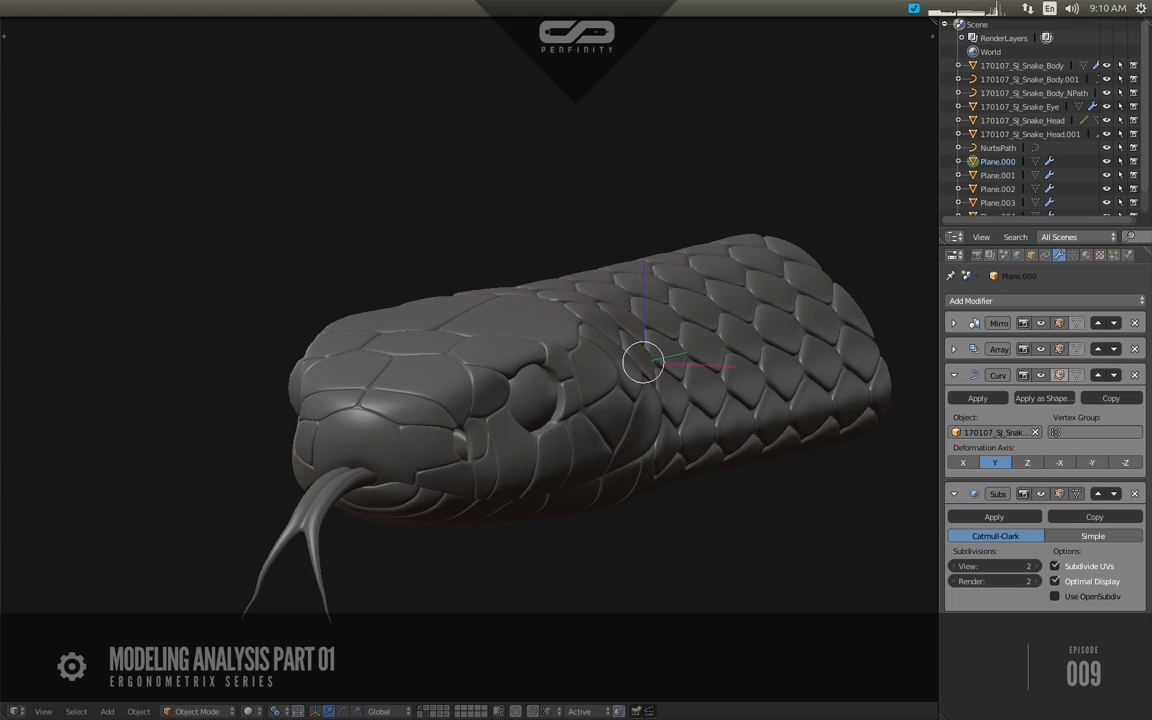 En 9:10 AM
PENFINITY
Scene
RenderLayers
World
170107_SJ_Snake_Body
170107_SJ_Snake_Body.001
170107_SJ_Snake_Body_NPath
170107_SJ_Snake_Eye
170107_SJ_Snake_Head
170107_SJ_Snake_Head.001
NurbsPath
Plane.000
Plane.001
Plane.002
Plane.003
View Search All Scenes
Plane.000
Add Modifier
Mirro
Array
Curv
Apply Apply as Shape... Copy
Object: Vertex Group:
170107_SJ_Snak...
Deformation Axis:
X Y Z -X -Y -Z
Subs
Apply Copy
Catmull-Clark Simple
Subdivisions: Options:
View: 2 Subdivide UVs
Render: 2 Optimal Display
Use OpenSubdiv
MODELING ANALYSIS PART 01
ERGONOMETRIX SERIES
EPISODE
009
View Select Add Object Object Mode Global Active